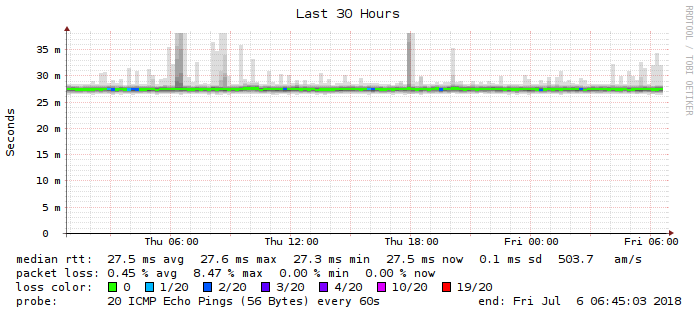 Last 30 Hours
RRDTOOL / TOBI OETIKER
Seconds
35 m
30 m
25 m
20 m
15 m
10 m
5 m
0
Thu 06:00 Thu 12:00 Thu 18:00 Fri 00:00 Fri 06:00
median rtt: 27.5 ms avg 27.6 ms max 27.3 ms min 27.5 ms now 0.1 ms sd 503.7 am/s
packet loss: 0.45 % avg 8.47 % max 0.00 % min 0.00 % now
loss color: 0 1/20 2/20 3/20 4/20 10/20 19/20
probe: 20 ICMP Echo Pings (56 Bytes) every 60s end: Fri Jul 6 06:45:03 2018